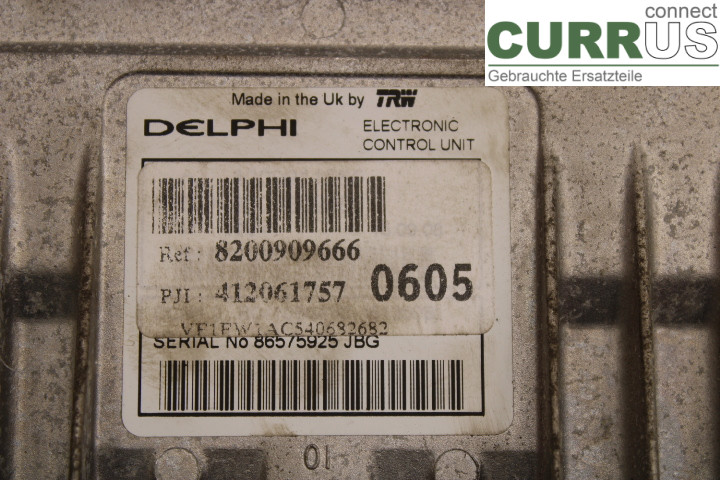 connect
CURRUS
Gebrauchte Ersatzteile
Made in the Uk by TRW
DELPHI
ELECTRONIC
CONTROL UNIT
Ref : 8200909666
PJI : 412061757 0605
VF1FW1AC540682682
SERIAL No 86575925 JBG
01